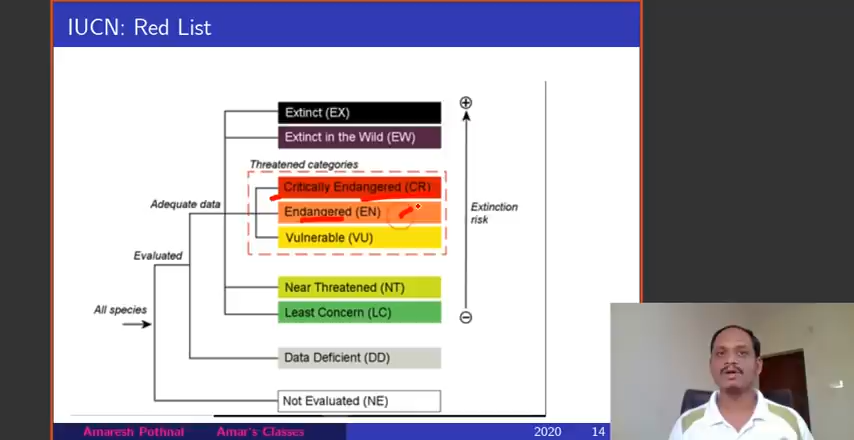 IUCN: Red List
Extinct (EX)
Extinct in the Wild (EW)
Threatened categories
Critically Endangered (CR)
Adequate data
Endangered (EN)
Extinction
risk
Vulnerable (VU)
Evaluated
Near Threatened (NT)
All species
Least Concern (LC)
Data Deficient (DD)
Not Evaluated (NE)
Amaresh Pothnal Amar's Classes 2020 14